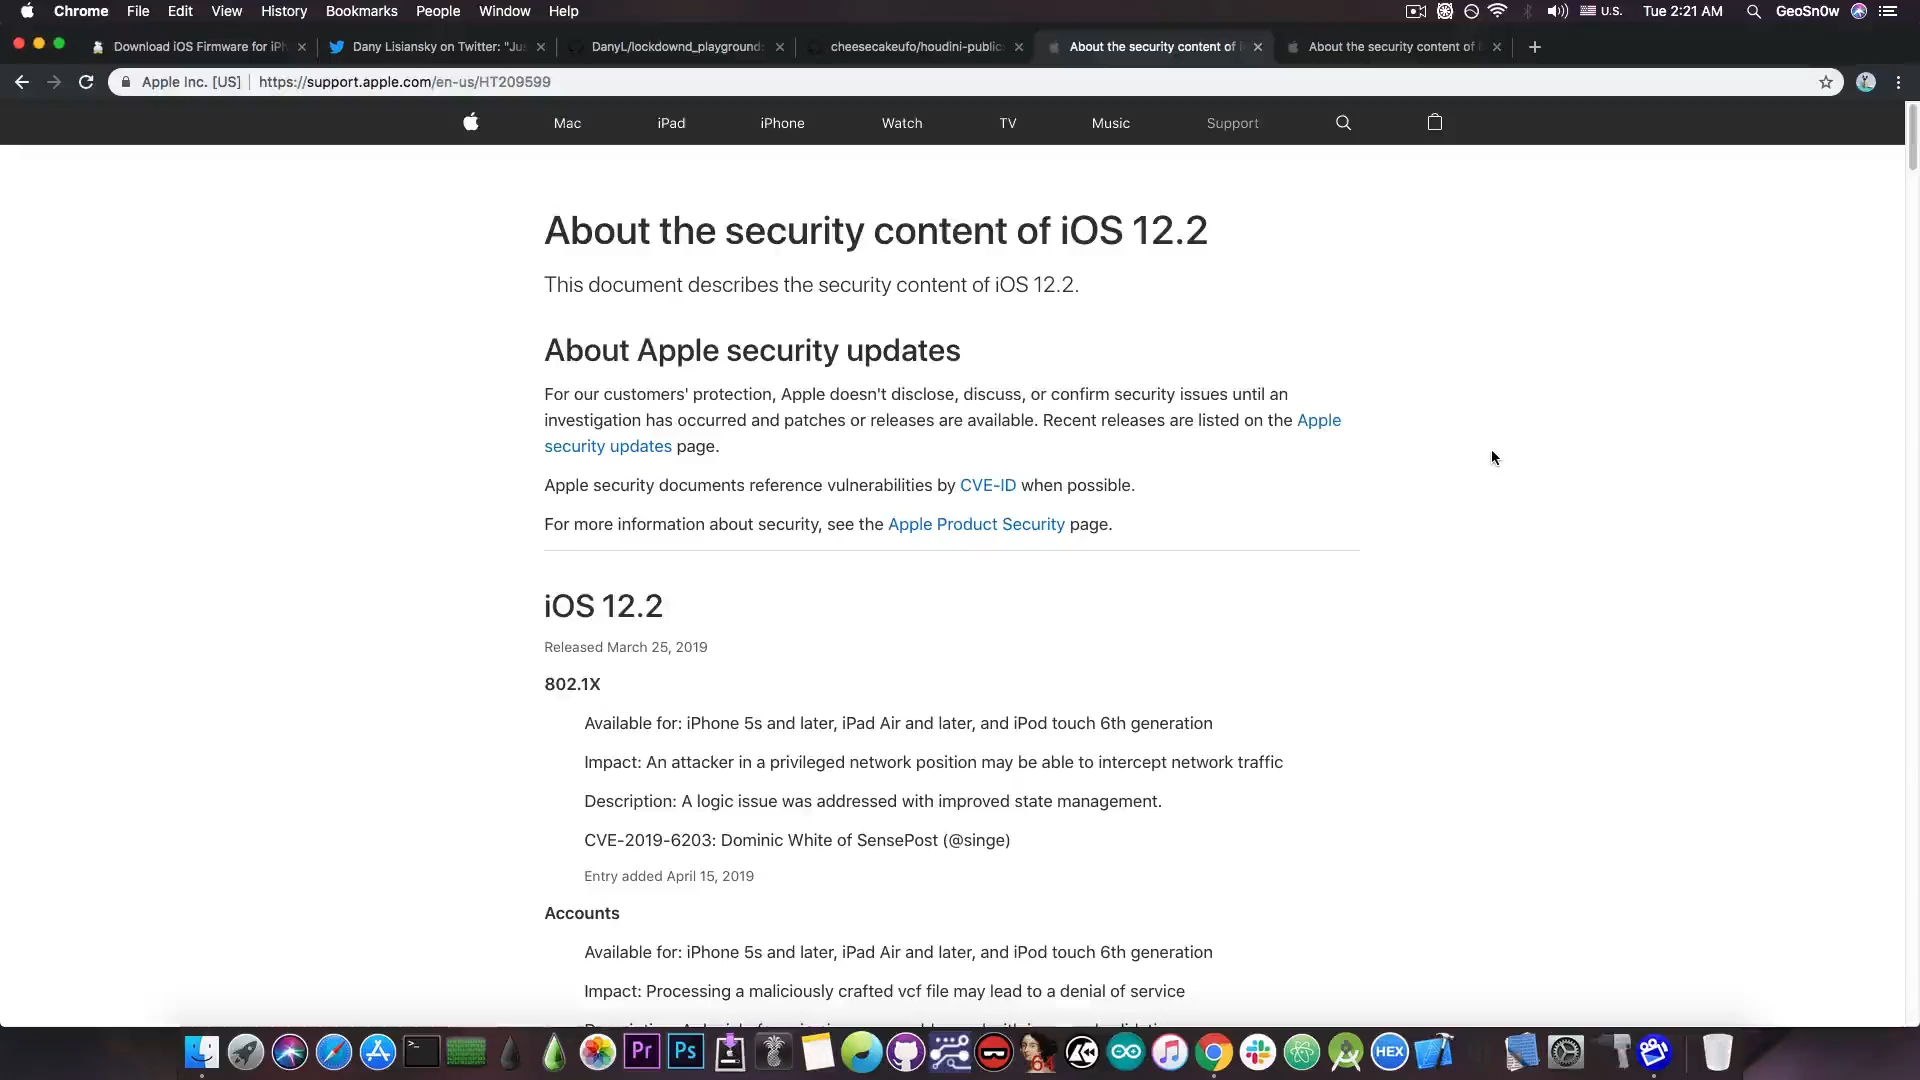 Chrome File Edit View History Bookmarks People Window Help U.S. Tue 2:21 AM GeoSn0w
Download iOS Firmware for iPh Dany Lisiansky on Twitter: "Jus DanyL/lockdownd_playground: cheesecakeufo/houdini-public: About the security content of i About the security content of i
Apple Inc. [US] https://support.apple.com/en-us/HT209599
Mac iPad iPhone Watch TV Music Support
About the security content of iOS 12.2
This document describes the security content of iOS 12.2.
About Apple security updates
For our customers' protection, Apple doesn't disclose, discuss, or confirm security issues until an
investigation has occurred and patches or releases are available. Recent releases are listed on the Apple
security updates page.
Apple security documents reference vulnerabilities by CVE-ID when possible.
For more information about security, see the Apple Product Security page.
iOS 12.2
Released March 25, 2019
802.1X
Available for: iPhone 5s and later, iPad Air and later, and iPod touch 6th generation
Impact: An attacker in a privileged network position may be able to intercept network traffic
Description: A logic issue was addressed with improved state management.
CVE-2019-6203: Dominic White of SensePost (@singe)
Entry added April 15, 2019
Accounts
Available for: iPhone 5s and later, iPad Air and later, and iPod touch 6th generation
Impact: Processing a maliciously crafted vcf file may lead to a denial of service
Pr Ps HEX